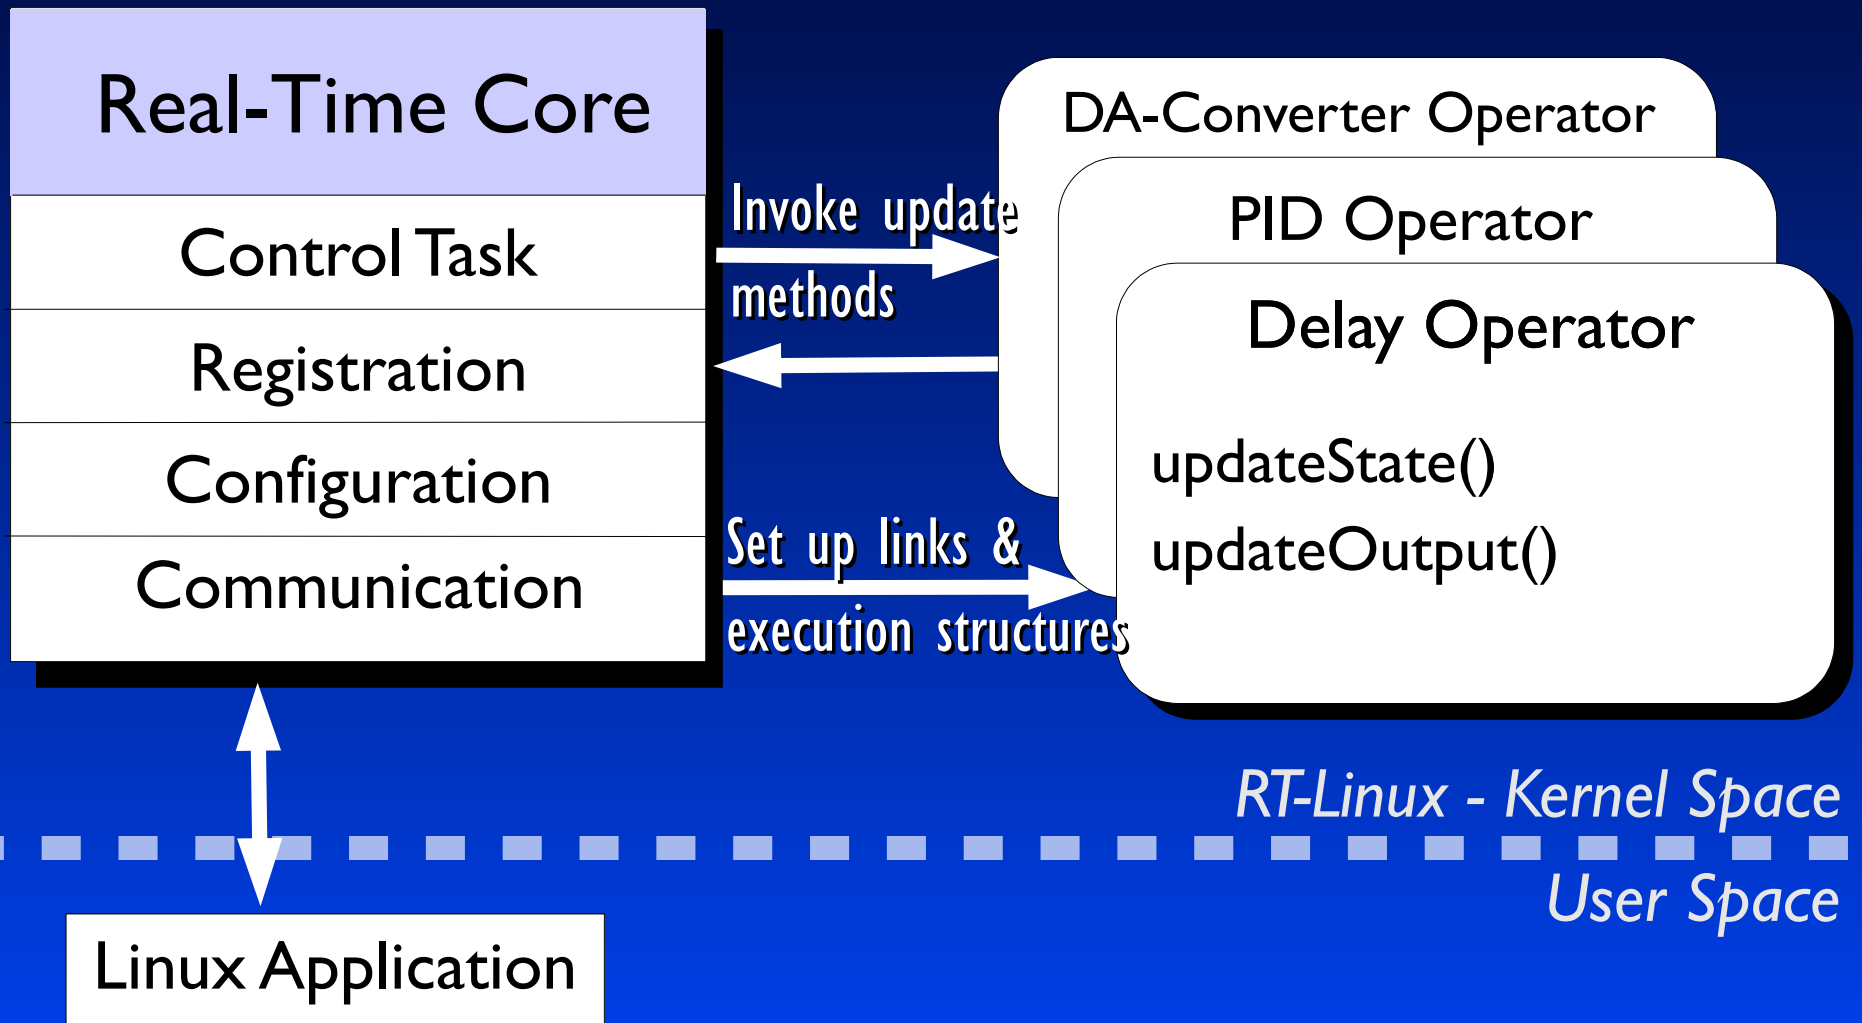 Real-Time Core
Control Task
Registration
Configuration
Communication
Invoke update
methods
Set up links &
execution structures
DA-Converter Operator
PID Operator
Delay Operator
updateState()
updateOutput()
RT-Linux - Kernel Space
User Space
Linux Application